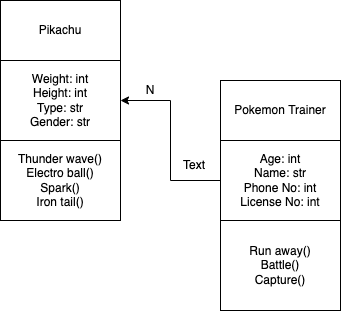 Pikachu
Weight: int
Height: int
Type: str
Gender: str
Thunder wave()
Electro ball()
Spark()
Iron tail()
N
Text
Pokemon Trainer
Age: int
Name: str
Phone No: int
License No: int
Run away()
Battle()
Capture()